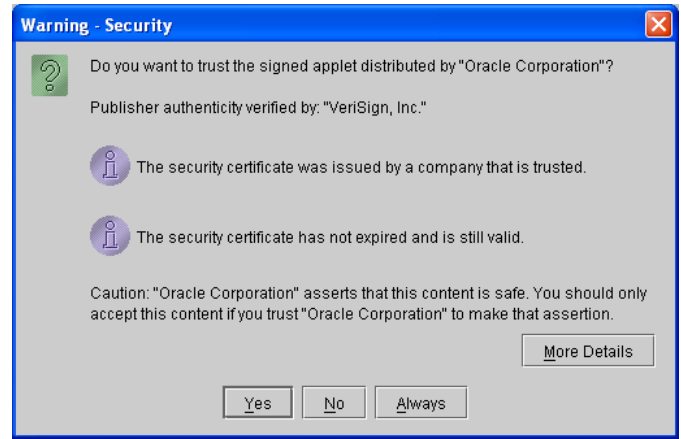 Warning - Security
Do you want to trust the signed applet distributed by "Oracle Corporation"?
Publisher authenticity verified by: "VeriSign, Inc."
The security certificate was issued by a company that is trusted.
The security certificate has not expired and is still valid.
Caution: "Oracle Corporation" asserts that this content is safe. You should only
accept this content if you trust "Oracle Corporation" to make that assertion.
More Details
Yes No Always